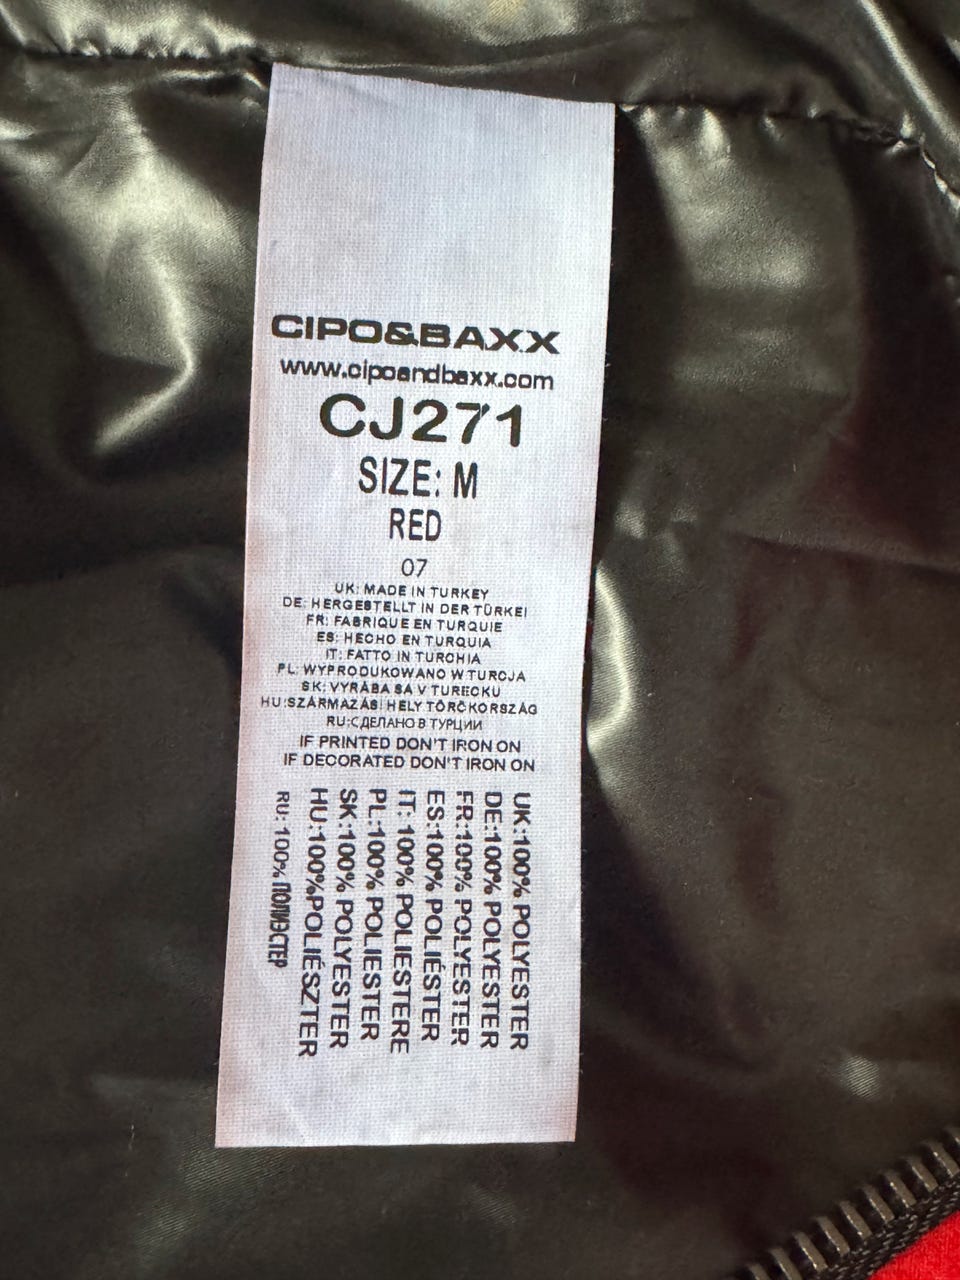 CIPO&BAXX
www.cipoandbaxx.com
CJ271
SIZE: M
RED
07
UK: MADE IN TURKEY
DE: HERGESTELLT IN DER TÜRKEI
FR: FABRIQUE EN TURQUIE
ES: HECHO EN TURQUIA
IT: FATTO IN TURCHIA
PL: WYPRODUKOWANO W TURCJA
SK: VYRÁBA SA V TURECKU
HU:SZÁRMAZÁSI HELY TÖRÖKORSZÁG
RU:СДЕЛАНО В ТУРЦИИ
IF PRINTED DON'T IRON ON
IF DECORATED DON'T IRON ON
UK:100% POLYESTER
DE:100% POLYESTER
FR:100% POLYESTER
ES:100% POLIÉSTER
IT: 100% POLIESTERE
PL:100% POLIESTER
SK:100% POLYESTER
HU:100%POLIÉSZTER
RU: 100% ПОЛИЭСТЕР